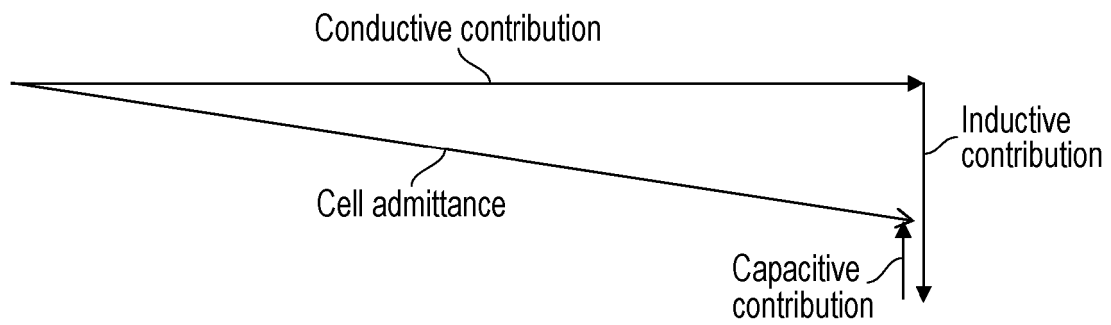 Conductive contribution
Inductive
contribution
Cell admittance
Capacitive
contribution